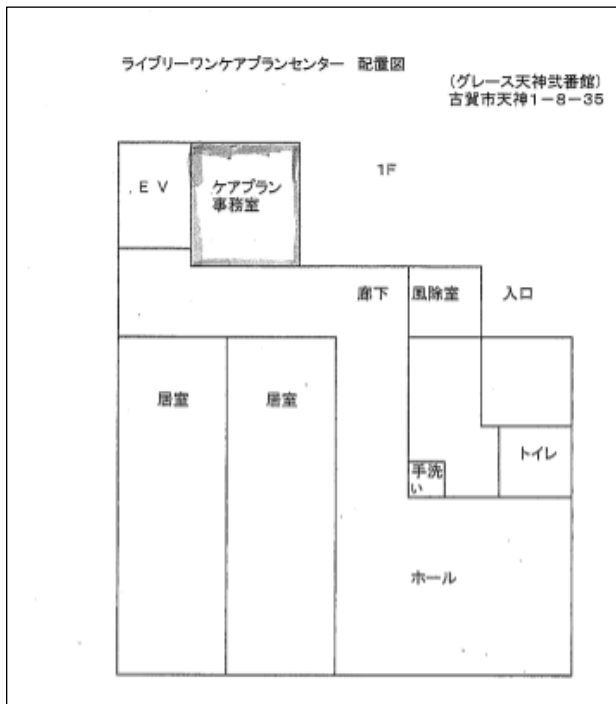 ライブリーワンケアプランセンター 配置図
(グレース天神弐番館)
古賀市天神1-8-35
1F
EV
ケアプラン
事務室
廊下
風除室
入口
居室
居室
トイレ
手洗
い
ホール